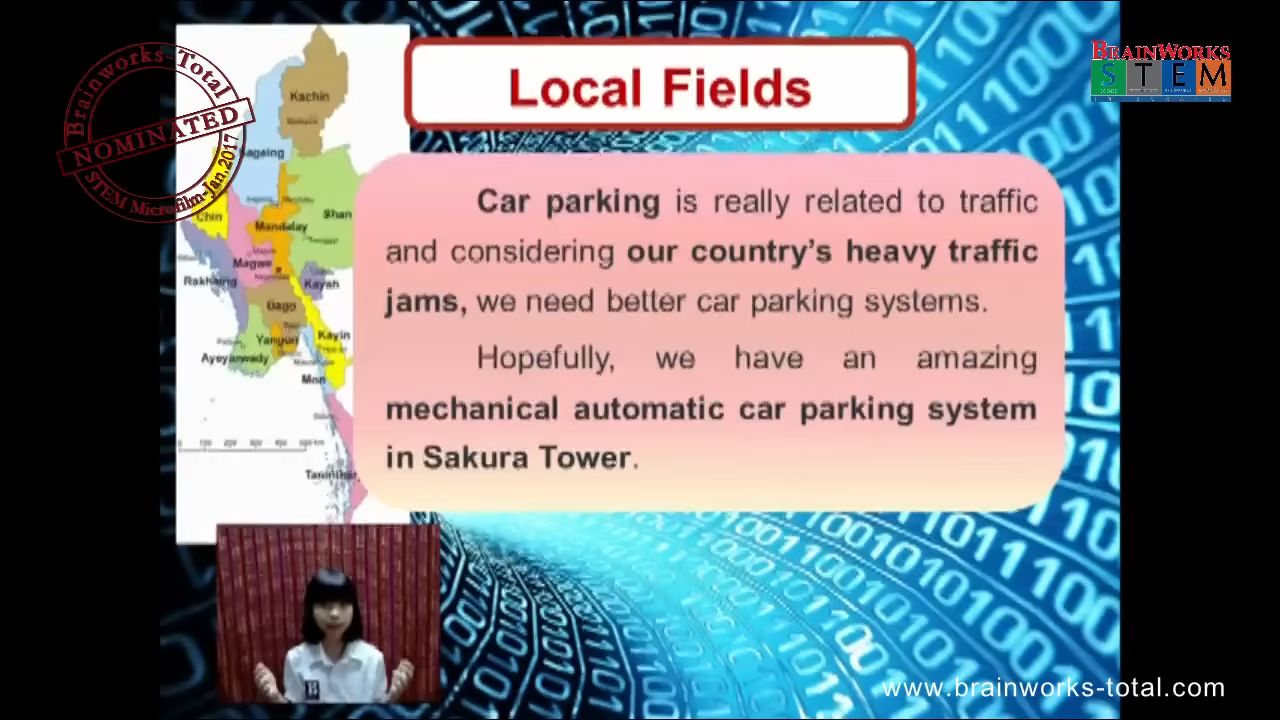 Brainworks-Total
NOMINATED
STEM Microfilm-Jan,2017
BRAINWORKS
STEM
Local Fields
Car parking is really related to traffic
and considering our country's heavy traffic
jams, we need better car parking systems.
Hopefully, we have an amazing
mechanical automatic car parking system
in Sakura Tower.
Kachin
Sagaing
Chin
Shan
Mandalay
Magwe
Rakhaing
Kayah
Bago
Yangon
Kayin
Ayeyarwady
Mon
www.brainworks-total.com